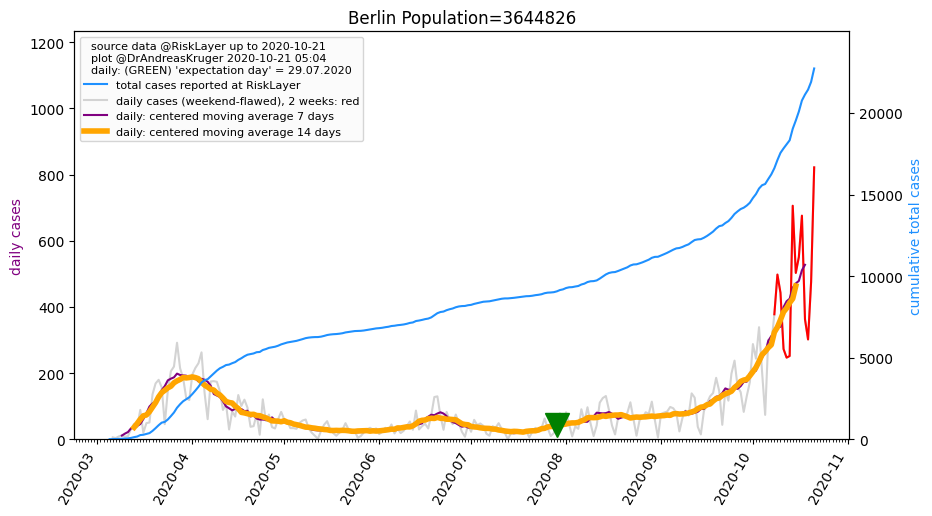 Berlin Population=3644826
source data @RiskLayer up to 2020-10-21
plot @DrAndreasKruger 2020-10-21 05:04
daily: (GREEN) 'expectation day' = 29.07.2020
total cases reported at RiskLayer
daily cases (weekend-flawed), 2 weeks: red
daily: centered moving average 7 days
daily: centered moving average 14 days
daily cases
1200
1000
800
600
400
200
0
cumulative total cases
20000
15000
10000
5000
0
2020-03
2020-04
2020-05
2020-06
2020-07
2020-08
2020-09
2020-10
2020-11